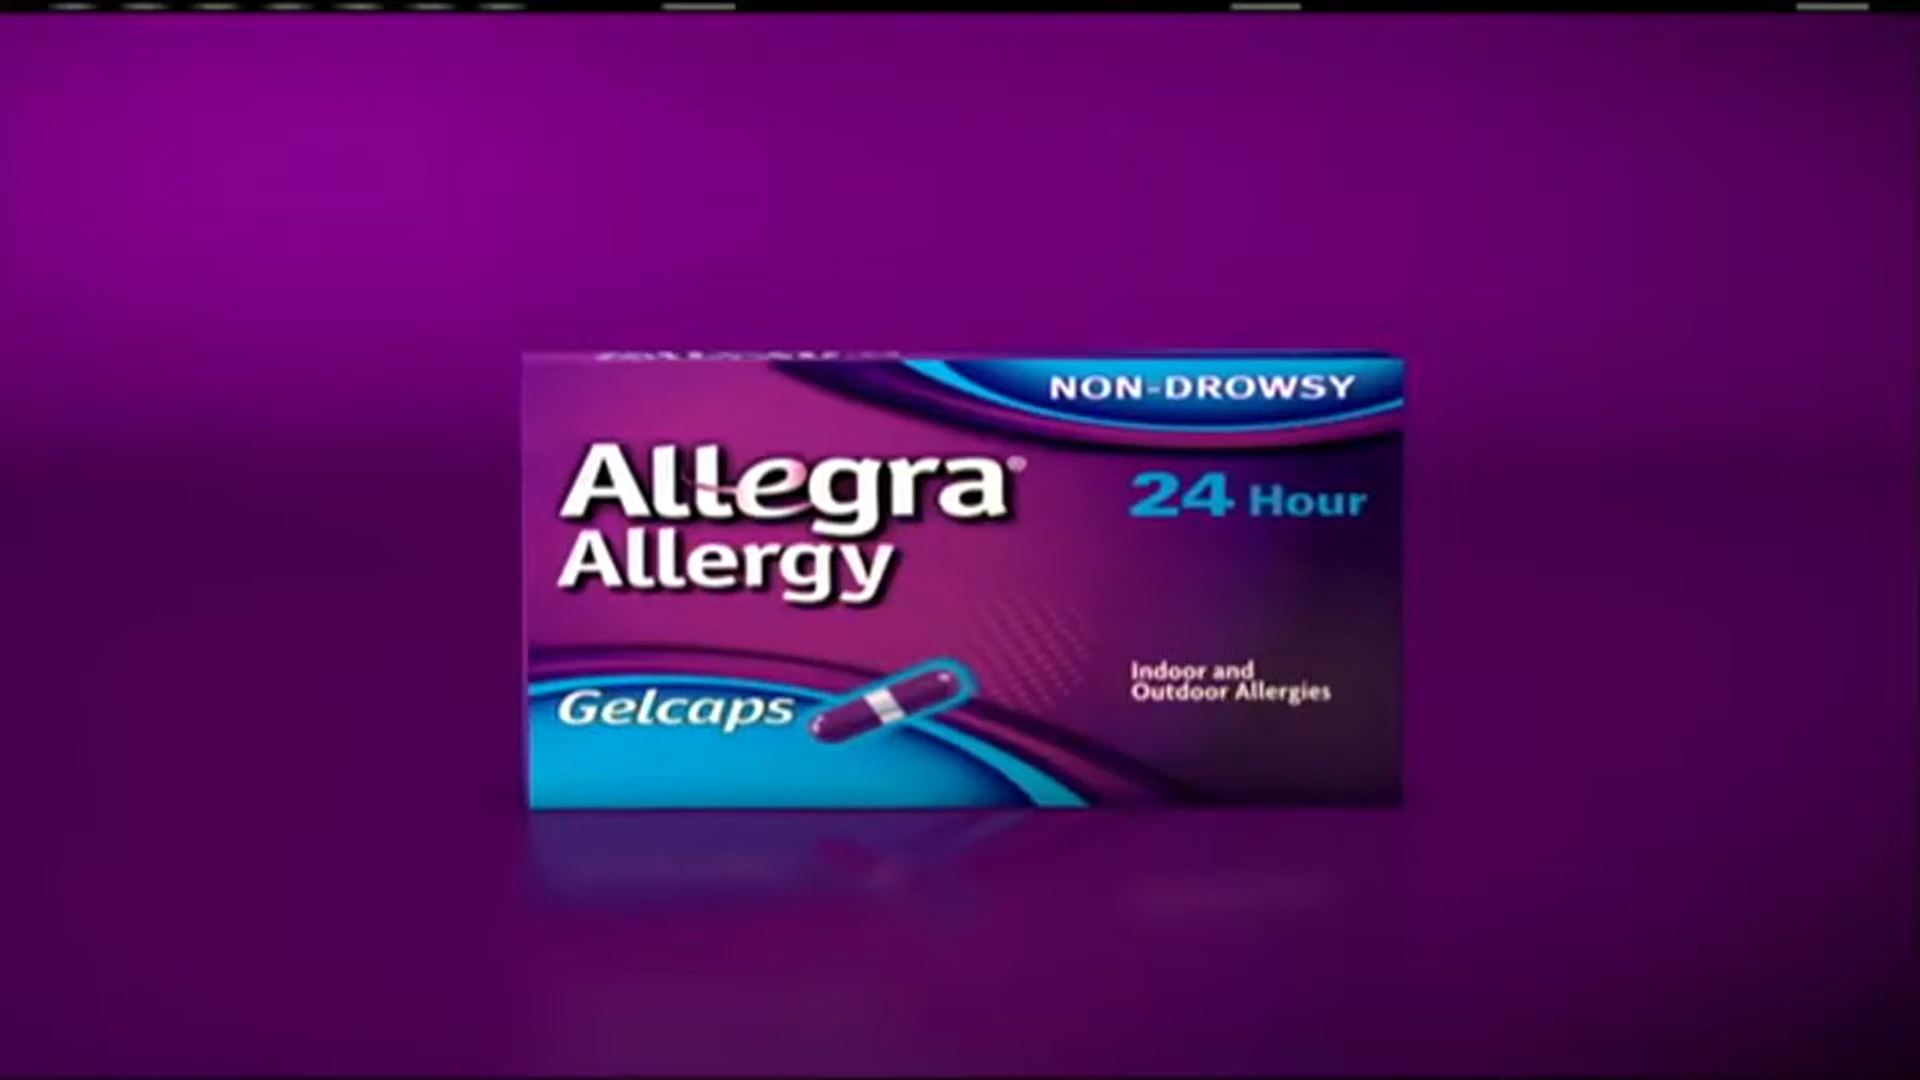 NON-DROWSY
Allegra®
Allergy
24 Hour
Indoor and
Outdoor Allergies
Gelcaps